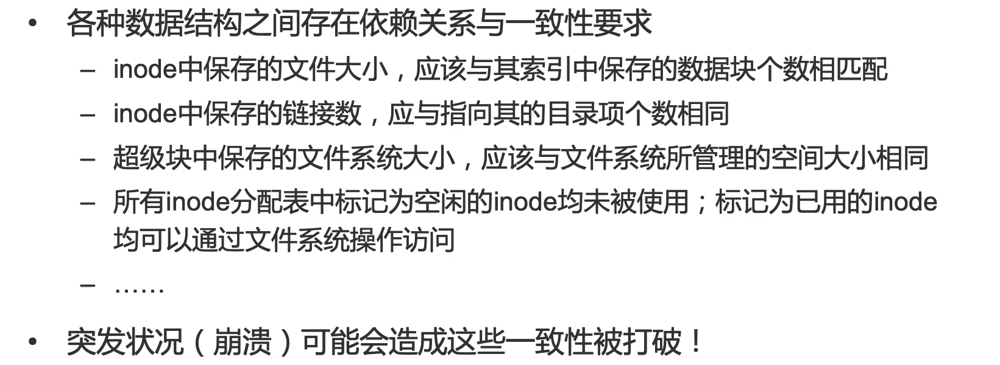 • 各种数据结构之间存在依赖关系与一致性要求
– inode中保存的文件大小，应该与其索引中保存的数据块个数相匹配
– inode中保存的链接数，应与指向其的目录项个数相同
– 超级块中保存的文件系统大小，应该与文件系统所管理的空间大小相同
– 所有inode分配表中标记为空闲的inode均未被使用；标记为已用的inode
均可以通过文件系统操作访问
– ……
• 突发状况（崩溃）可能会造成这些一致性被打破！